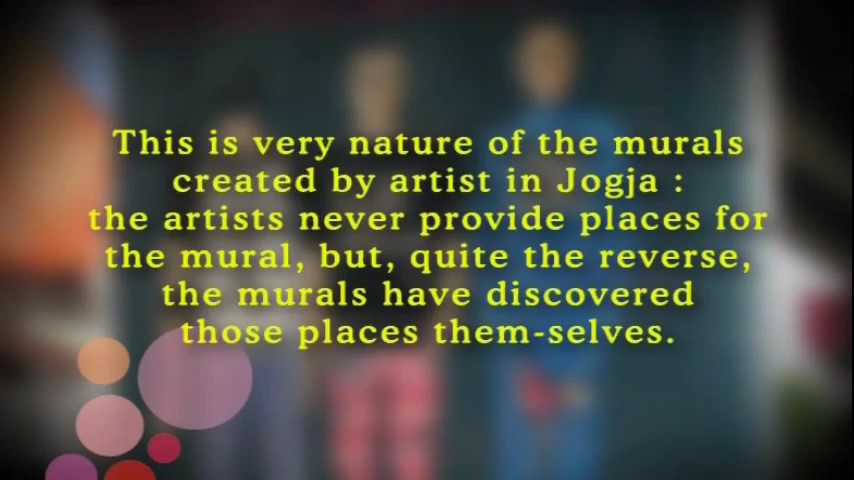 This is very nature of the murals
created by artist in Jogja :
the artists never provide places for
the mural, but, quite the reverse,
the murals have discovered
those places them-selves.